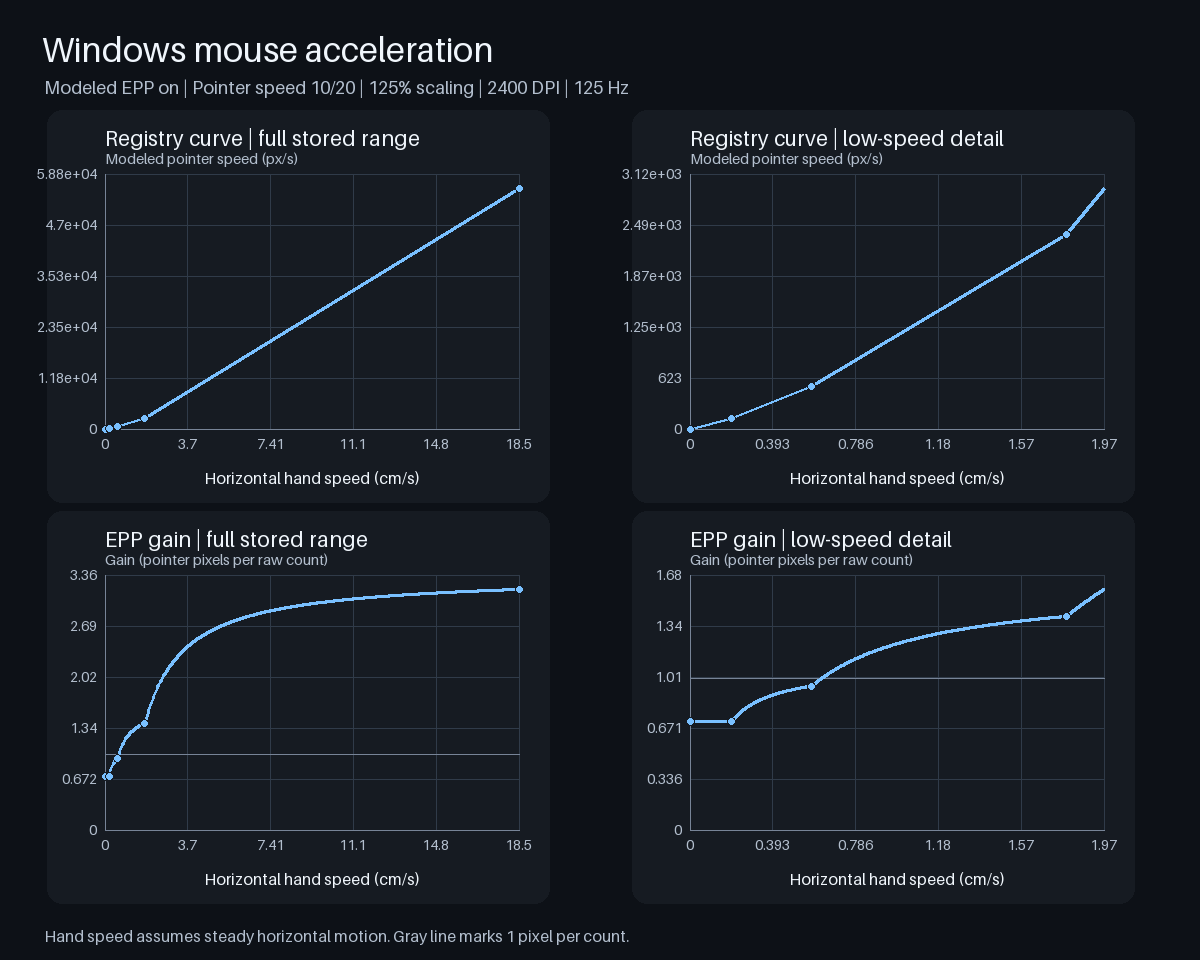 Windows mouse acceleration
Modeled EPP on | Pointer speed 10/20 | 125% scaling | 2400 DPI | 125 Hz
Registry curve | full stored range
Modeled pointer speed (px/s)
5.88e+04
4.7e+04
3.53e+04
2.35e+04
1.18e+04
0
0 3.7 7.41 11.1 14.8 18.5
Horizontal hand speed (cm/s)
Registry curve | low-speed detail
Modeled pointer speed (px/s)
3.12e+03
2.49e+03
1.87e+03
1.25e+03
623
0
0 0.393 0.786 1.18 1.57 1.97
Horizontal hand speed (cm/s)
EPP gain | full stored range
Gain (pointer pixels per raw count)
3.36
2.69
2.02
1.34
0.672
0
0 3.7 7.41 11.1 14.8 18.5
Horizontal hand speed (cm/s)
EPP gain | low-speed detail
Gain (pointer pixels per raw count)
1.68
1.34
1.01
0.671
0.336
0
0 0.393 0.786 1.18 1.57 1.97
Horizontal hand speed (cm/s)
Hand speed assumes steady horizontal motion. Gray line marks 1 pixel per count.